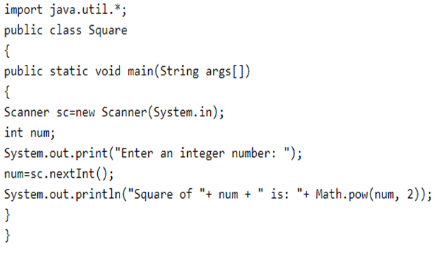 import java.util.*;
public class Square
{
public static void main(String args[])
{
Scanner sc=new Scanner(System.in);
int num;
System.out.print("Enter an integer number: ");
num=sc.nextInt();
System.out.println("Square of "+ num + " is: "+ Math.pow(num, 2));
}
}